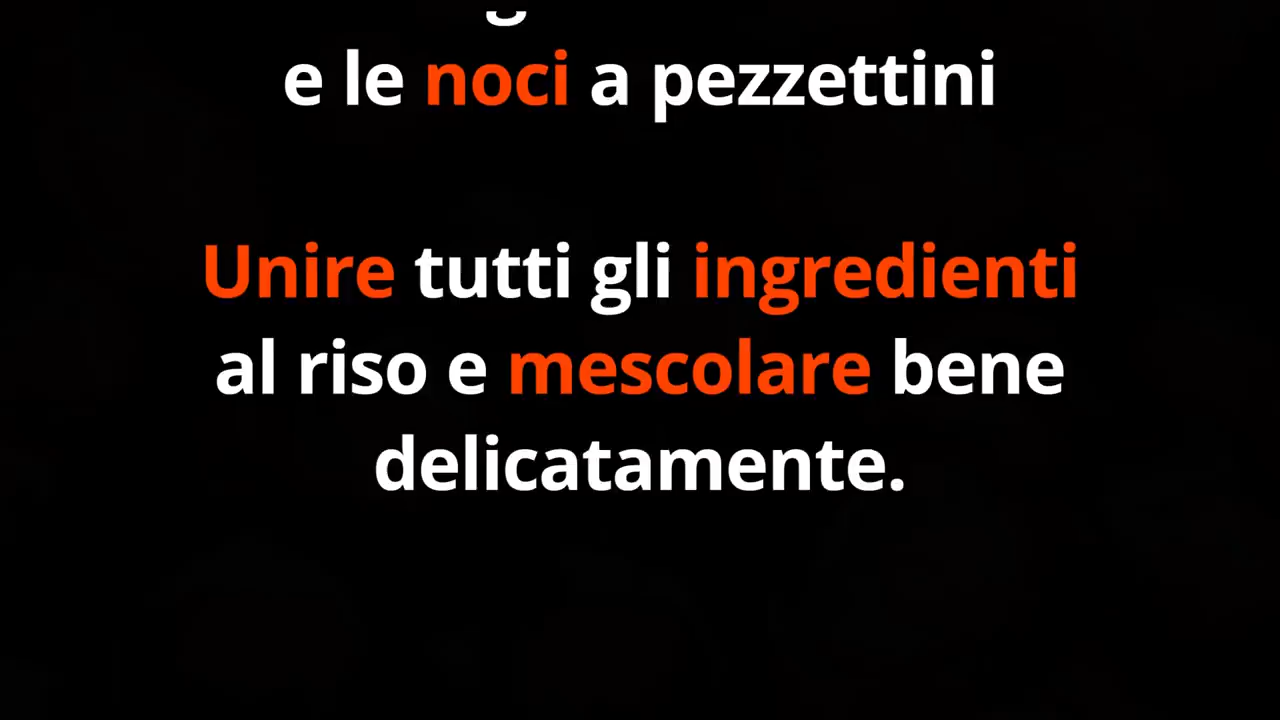 e le noci a pezzettini
Unire tutti gli ingredienti
al riso e mescolare bene
delicatamente.